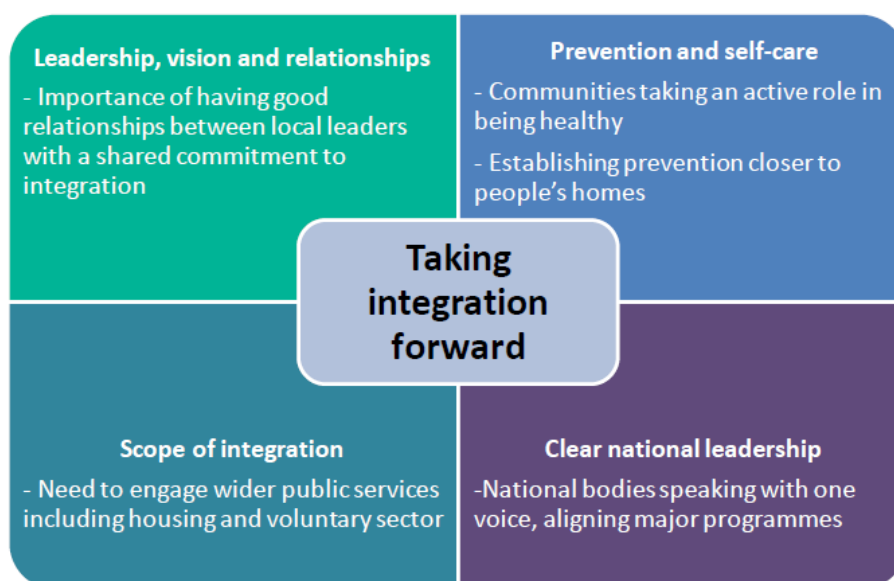 Leadership, vision and relationships
- Importance of having good
relationships between local leaders
with a shared commitment to
integration
Prevention and self-care
- Communities taking an active role in
being healthy
- Establishing prevention closer to
people’s homes
Taking
integration
forward
Scope of integration
- Need to engage wider public services
including housing and voluntary sector
Clear national leadership
-National bodies speaking with one
voice, aligning major programmes